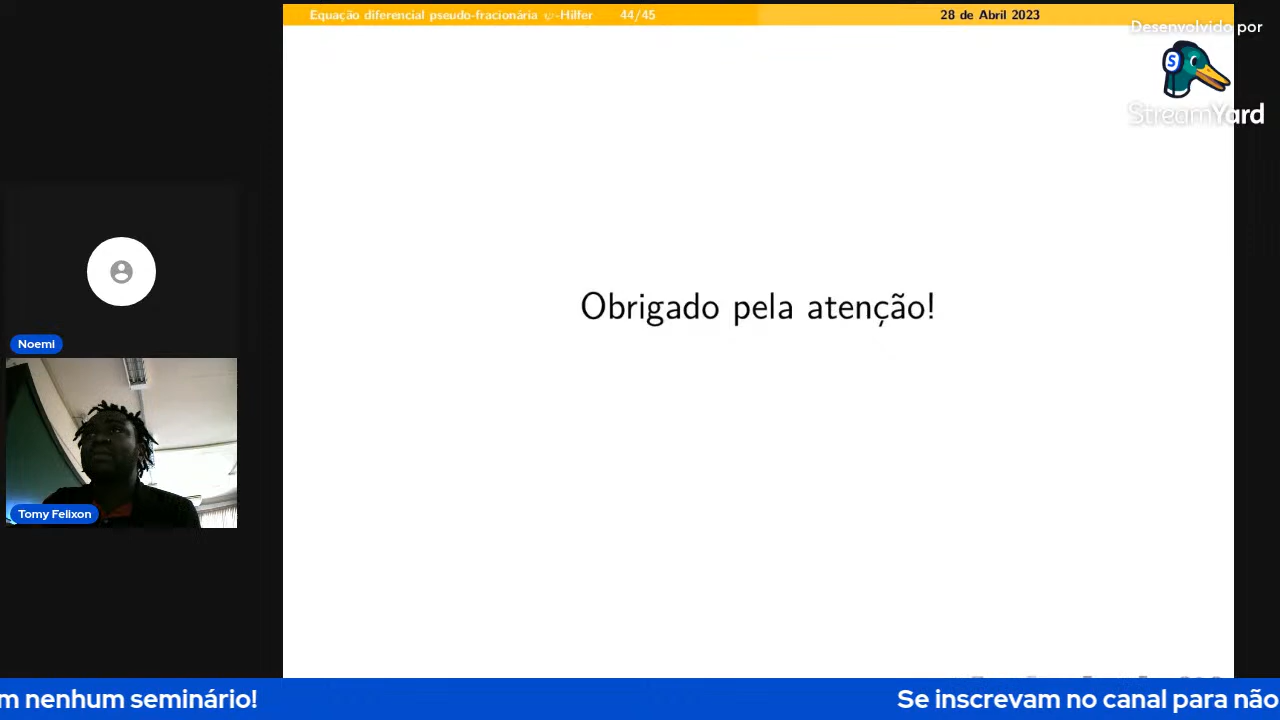 Equação diferencial pseudo-fracionária ψ-Hilfer 44/45 28 de Abril 2023
Desenvolvido por
S
StreamYard
Obrigado pela atenção!
Noemi
Tomy Felixon
m nenhum seminário! Se inscrevam no canal para não